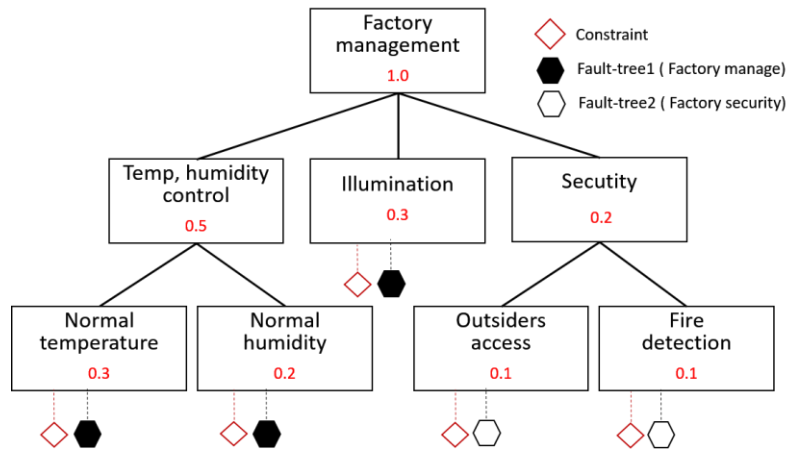 Factory
management
1.0
Constraint
Fault-tree1 ( Factory manage)
Fault-tree2 ( Factory security)
Temp, humidity
control
0.5
Illumination
0.3
Secutity
0.2
Normal
temperature
0.3
Normal
humidity
0.2
Outsiders
access
0.1
Fire
detection
0.1